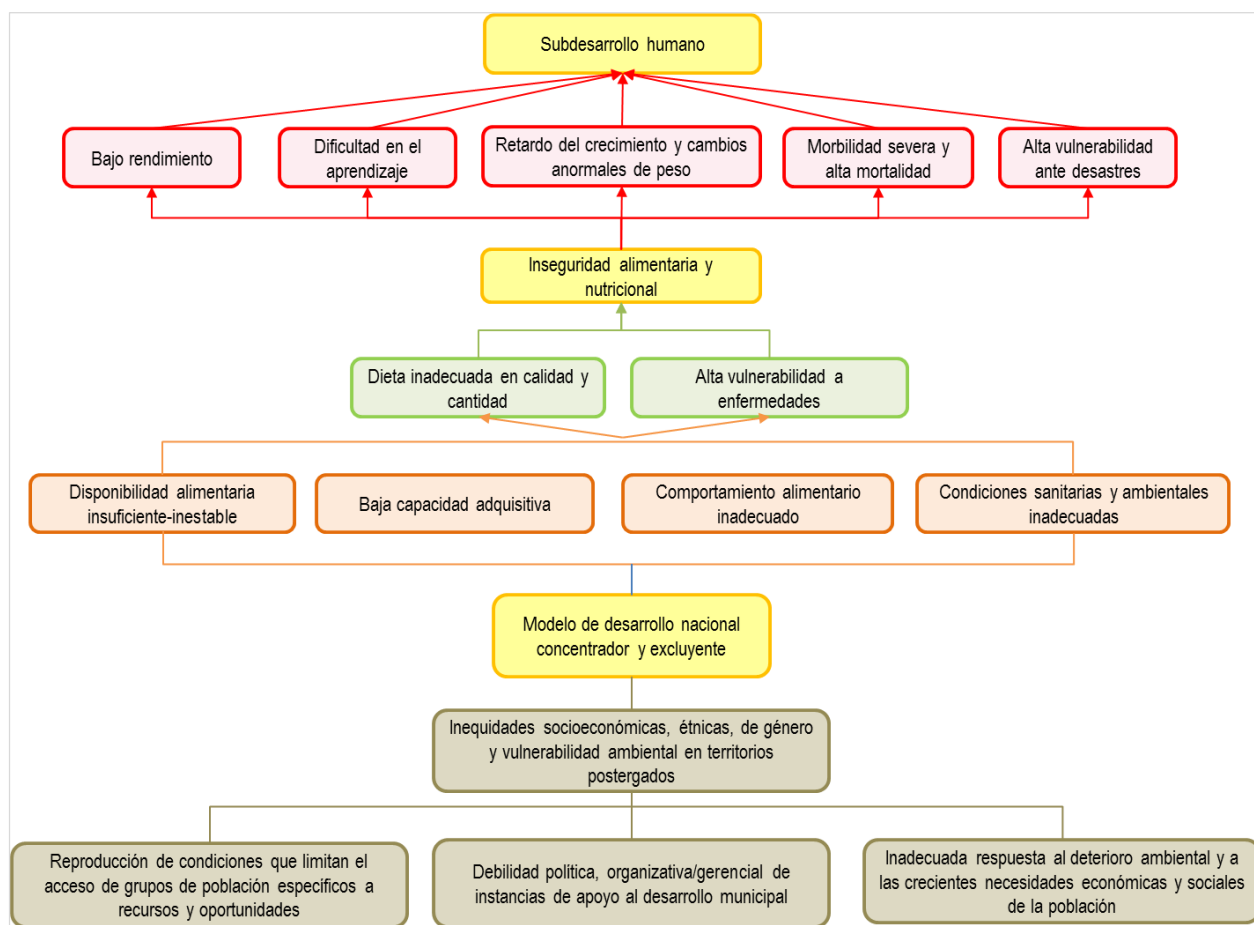 Subdesarrollo humano
Bajo rendimiento
Dificultad en el
aprendizaje
Retardo del crecimiento y cambios
anormales de peso
Morbilidad severa y
alta mortalidad
Alta vulnerabilidad
ante desastres
Inseguridad alimentaria y
nutricional
Dieta inadecuada en calidad y
cantidad
Alta vulnerabilidad a
enfermedades
Disponibilidad alimentaria
insuficiente-inestable
Baja capacidad adquisitiva
Comportamiento alimentario
inadecuado
Condiciones sanitarias y ambientales
inadecuadas
Modelo de desarrollo nacional
concentrador y excluyente
Inequidades socioeconómicas, étnicas, de género
y vulnerabilidad ambiental en territorios
postergados
Reproducción de condiciones que limitan el
acceso de grupos de población específicos a
recursos y oportunidades
Debilidad política, organizativa/gerencial de
instancias de apoyo al desarrollo municipal
Inadecuada respuesta al deterioro ambiental y a
las crecientes necesidades económicas y sociales
de la población